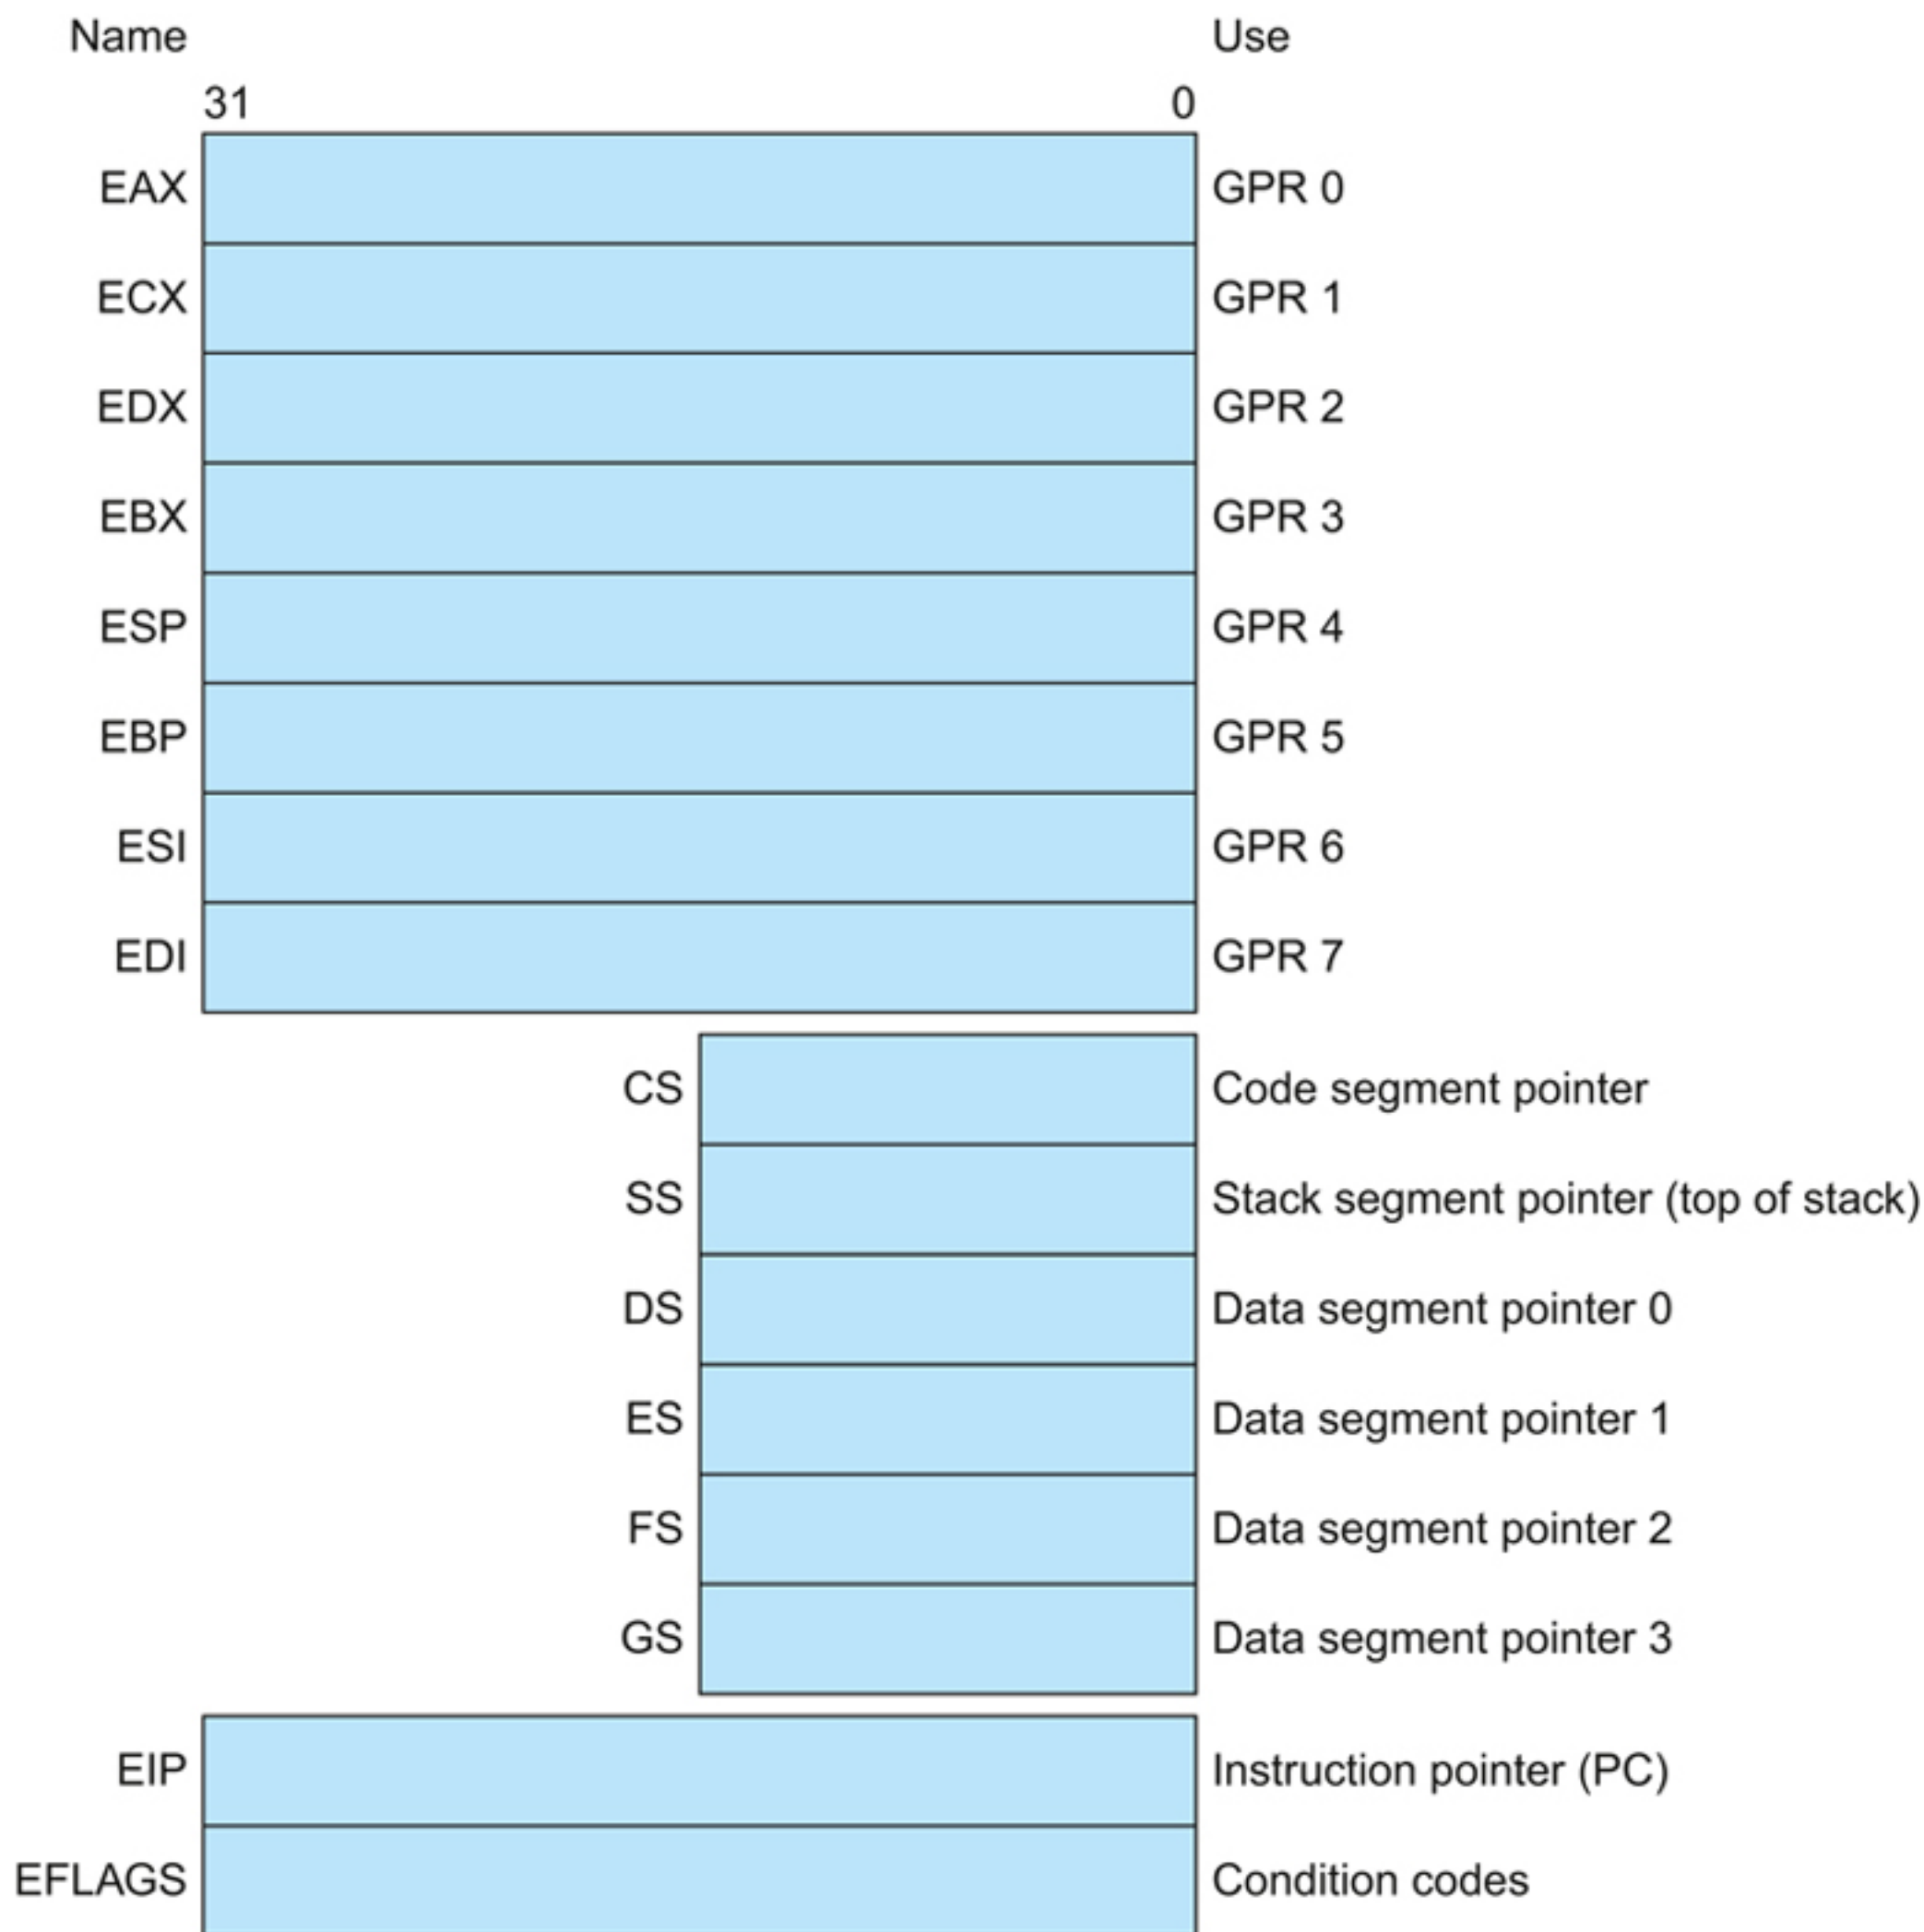 Name Use
31 0
EAX GPR 0
ECX GPR 1
EDX GPR 2
EBX GPR 3
ESP GPR 4
EBP GPR 5
ESI GPR 6
EDI GPR 7
CS Code segment pointer
SS Stack segment pointer (top of stack)
DS Data segment pointer 0
ES Data segment pointer 1
FS Data segment pointer 2
GS Data segment pointer 3
EIP Instruction pointer (PC)
EFLAGS Condition codes